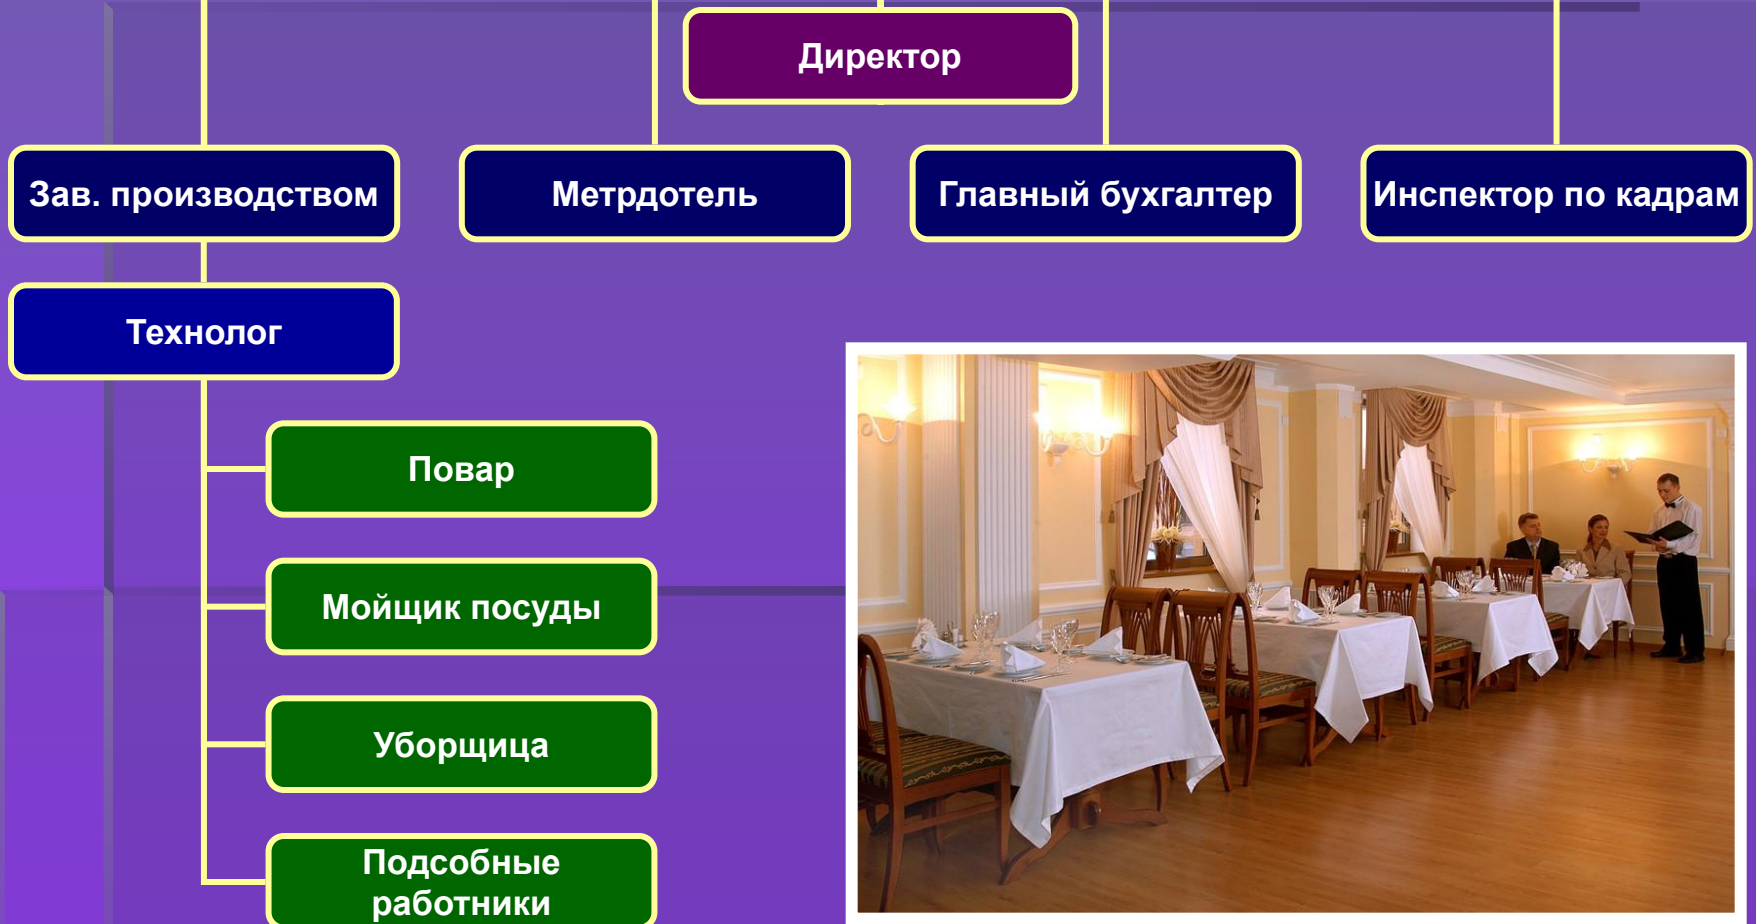 Директор
Зав. производством
Метрдотель
Главный бухгалтер
Инспектор по кадрам
Технолог
Повар
Мойщик посуды
Уборщица
Подсобные
работники